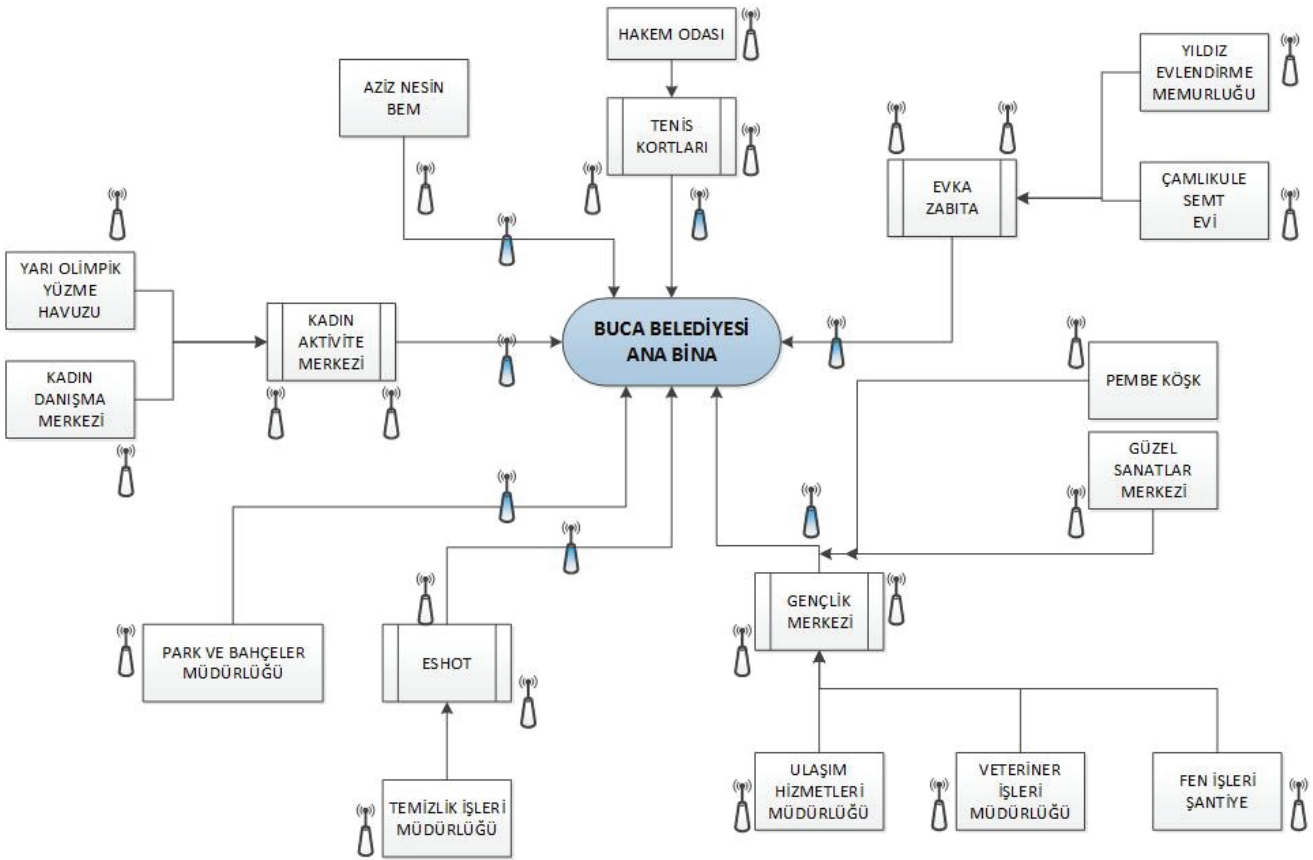 HAKEM ODASI
YILDIZ
EVLENDİRME
MEMURLUĞU
AZİZ NESİN
BEM
TENİS
KORTLARI
EVKA
ZABITA
ÇAMLIKULE
SEMT
EVİ
YARI OLİMPİK
YÜZME
HAVUZU
KADIN
AKTİVİTE
MERKEZİ
BUCA BELEDİYESİ
ANA BİNA
KADIN
DANIŞMA
MERKEZİ
PEMBE KÖŞK
GÜZEL
SANATLAR
MERKEZİ
PARK VE BAHÇELER
MÜDÜRLÜĞÜ
ESHOT
GENÇLİK
MERKEZİ
TEMİZLİK İŞLERİ
MÜDÜRLÜĞÜ
ULAŞIM
HİZMETLERİ
MÜDÜRLÜĞÜ
VETERİNER
İŞLERİ
MÜDÜRLÜĞÜ
FEN İŞLERİ
ŞANTİYE